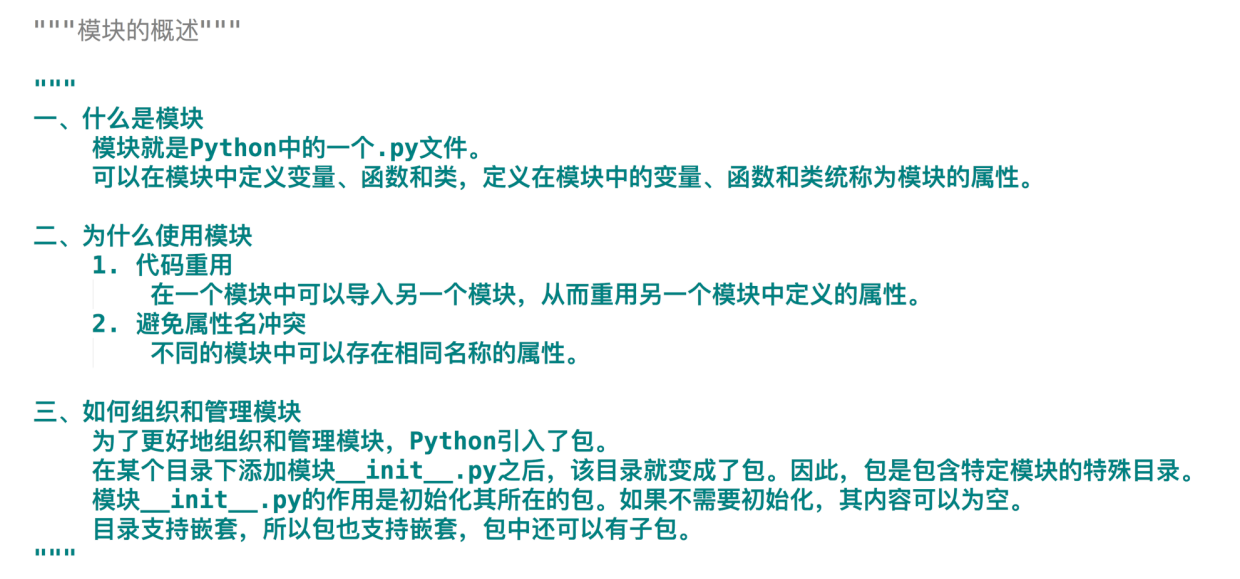 """模块的概述"""
"""
一、什么是模块
模块就是Python中的一个.py文件。
可以在模块中定义变量、函数和类，定义在模块中的变量、函数和类统称为模块的属性。
二、为什么使用模块
1. 代码重用
在一个模块中可以导入另一个模块，从而重用另一个模块中定义的属性。
2. 避免属性名冲突
不同的模块中可以存在相同名称的属性。
三、如何组织和管理模块
为了更好地组织和管理模块，Python引入了包。
在某个目录下添加模块__init__.py之后，该目录就变成了包。因此，包是包含特定模块的特殊目录。
模块__init__.py的作用是初始化其所在的包。如果不需要初始化，其内容可以为空。
目录支持嵌套，所以包也支持嵌套，包中还可以有子包。
"""